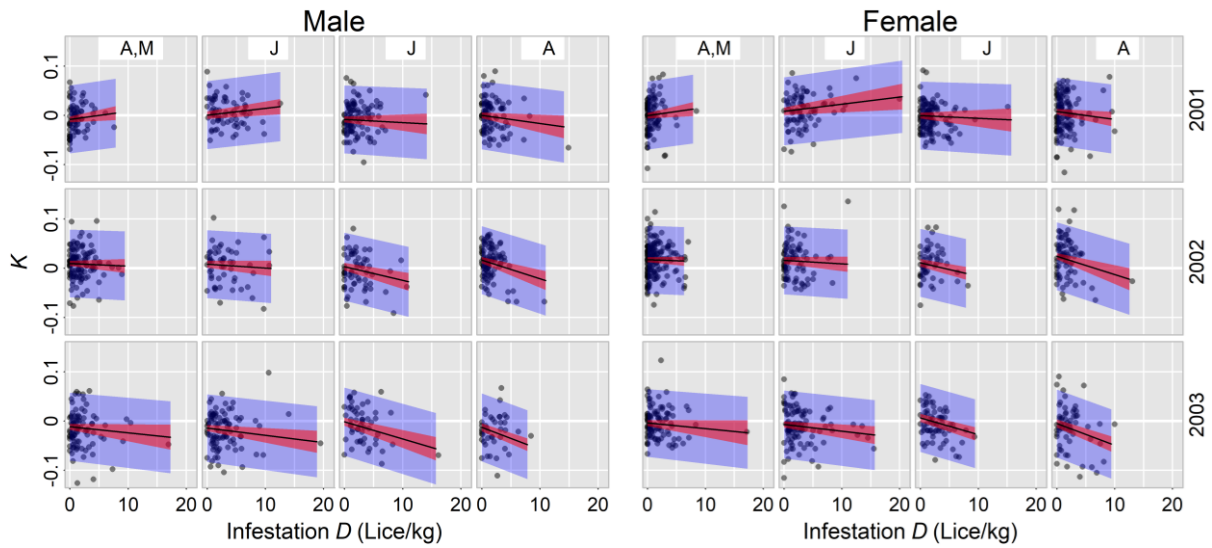 Male Female
A,M J J A A,M J J A
0.1 0 -0.1 2001
0.1 0 -0.1 2002
K
0.1 0 -0.1 2003
0 10 20 0 10 20 0 10 20 0 10 20 0 10 20 0 10 20 0 10 20 0 10 20
Infestation D (Lice/kg) Infestation D (Lice/kg)